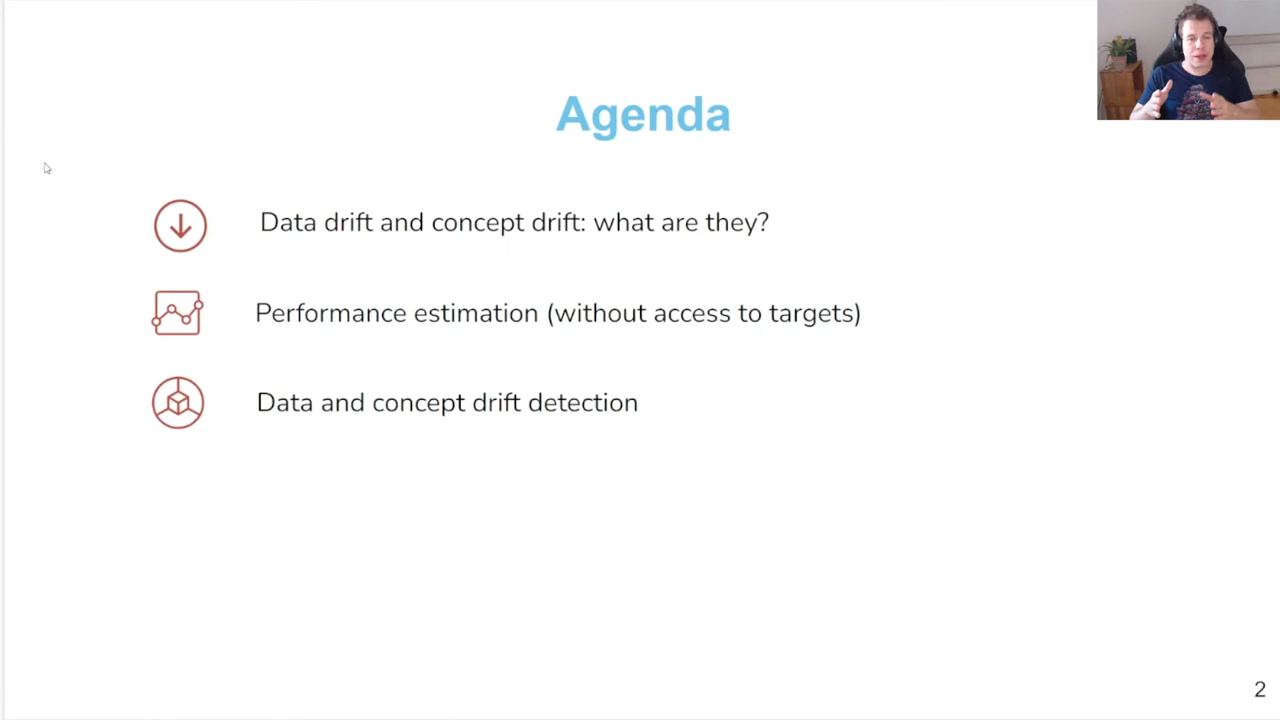 Agenda
Data drift and concept drift: what are they?
Performance estimation (without access to targets)
Data and concept drift detection
2